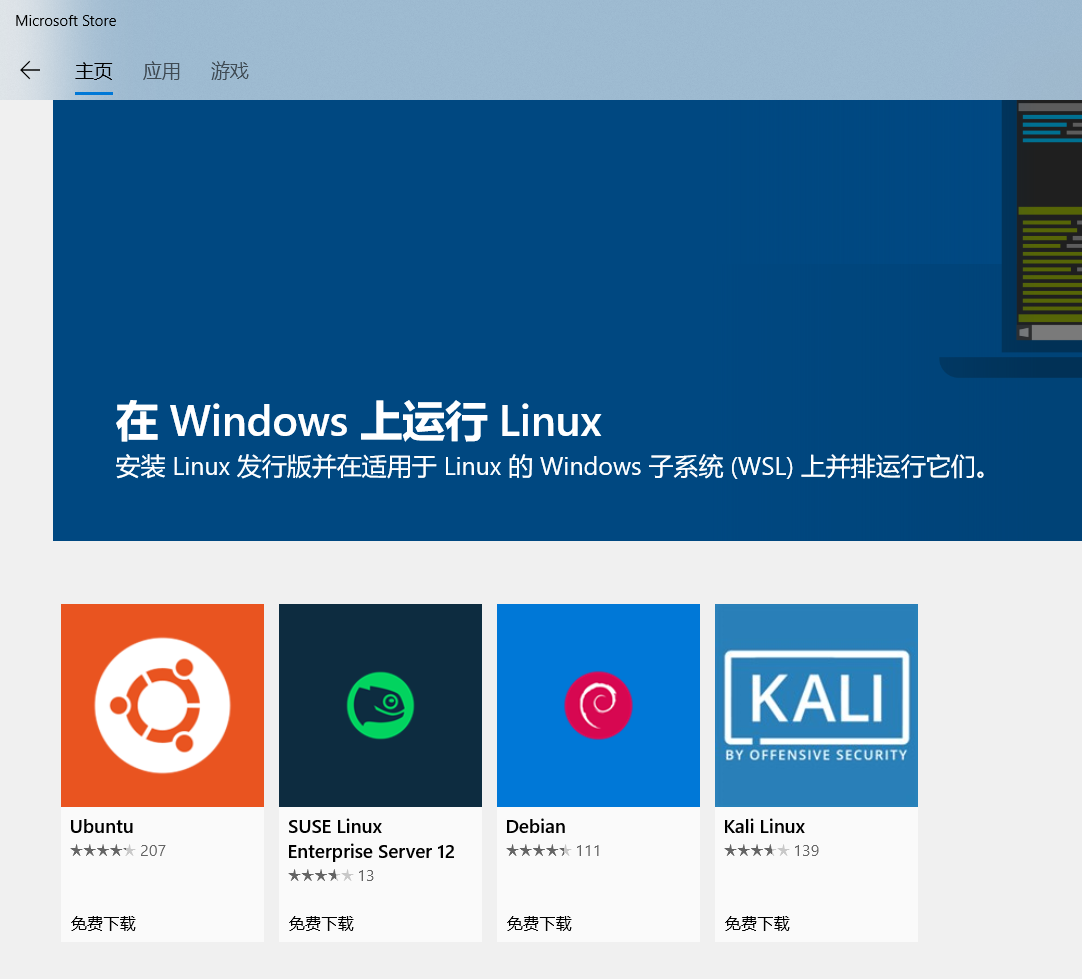 Microsoft Store
主页 应用 游戏
在 Windows 上运行 Linux
安装 Linux 发行版并在适用于 Linux 的 Windows 子系统 (WSL) 上并排运行它们。
KALI
BY OFFENSIVE SECURITY
Ubuntu
207
免费下载
SUSE Linux
Enterprise Server 12
13
免费下载
Debian
111
免费下载
Kali Linux
139
免费下载